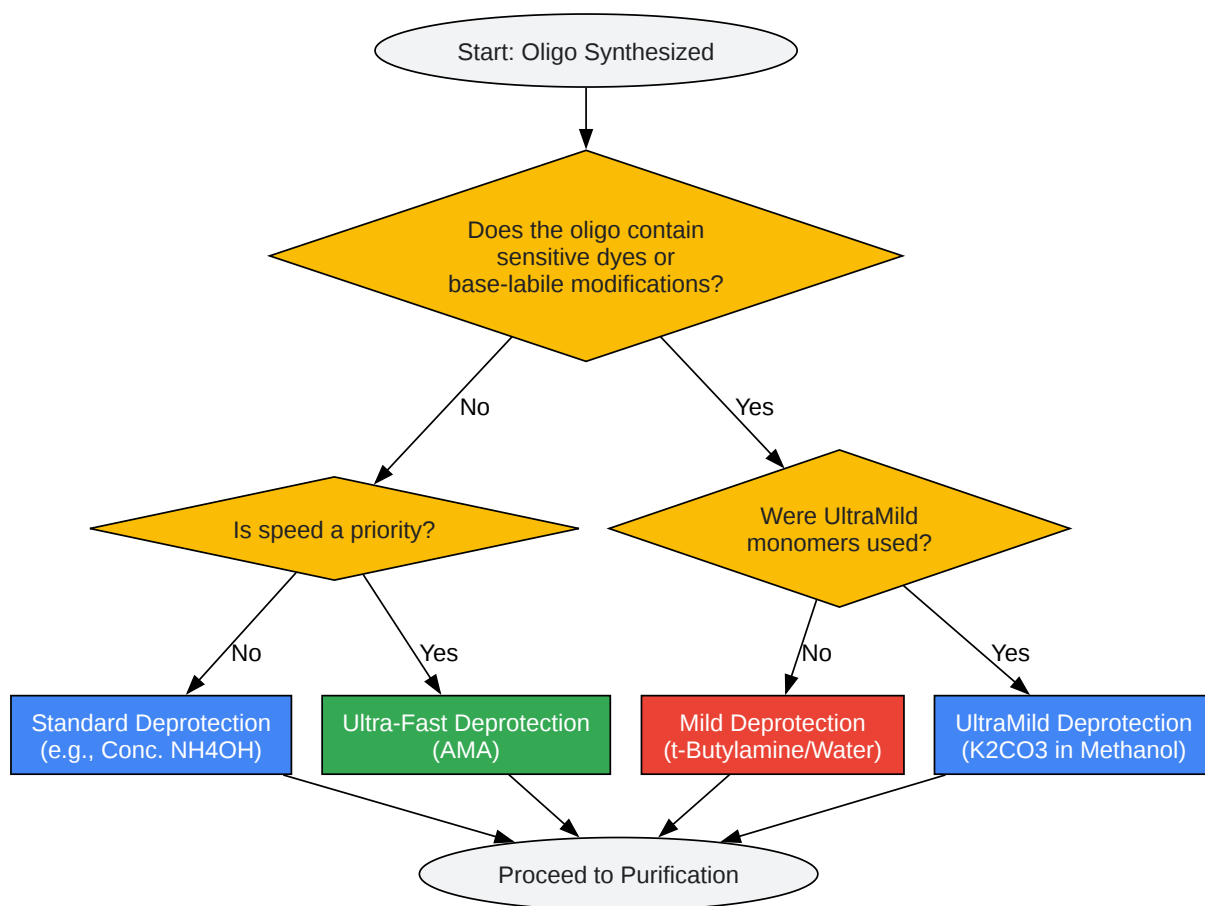 Start: Oligo Synthesized
Does the oligo contain
sensitive dyes or
base-labile modifications?
No
Yes
Is speed a priority?
Were UltraMild
monomers used?
No
Yes
No
Yes
Standard Deprotection
(e.g., Conc. NH4OH)
Ultra-Fast Deprotection
(AMA)
Mild Deprotection
(t-Butylamine/Water)
UltraMild Deprotection
(K2CO3 in Methanol)
Proceed to Purification